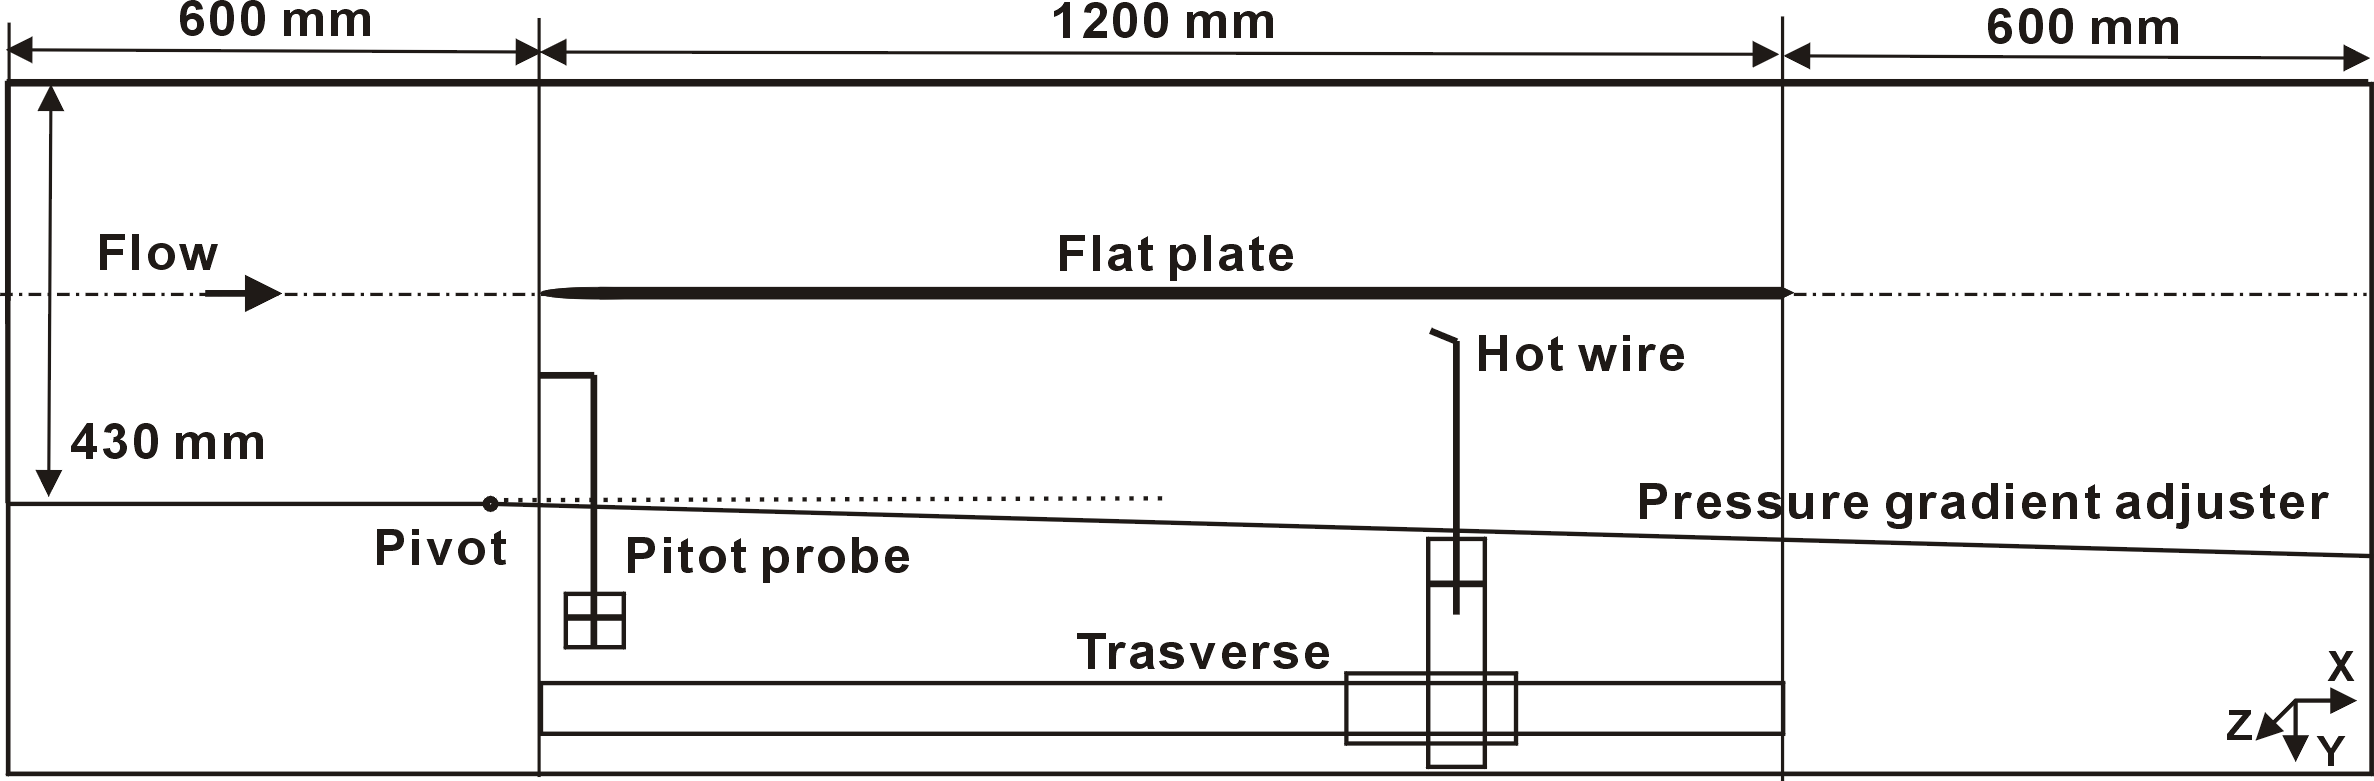 600 mm
1200 mm
600 mm
Flow
Flat plate
Hot wire
430 mm
Pressure gradient adjuster
Pivot
Pitot probe
Trasverse
X
Z
Y